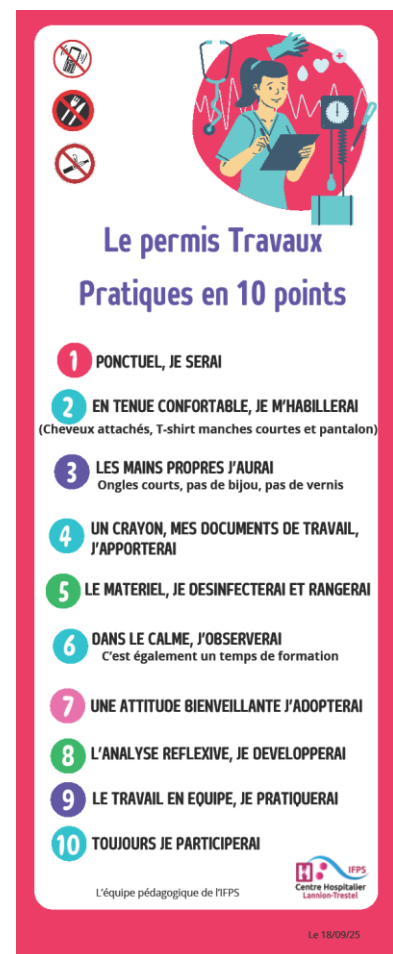 Le permis Travaux
Pratiques en 10 points
1 PONCTUEL, JE SERAI
2 EN TENUE CONFORTABLE, JE M'HABILLERAI
(Cheveux attachés, T-shirt manches courtes et pantalon)
3 LES MAINS PROPRES J'AURAI
Ongles courts, pas de bijou, pas de vernis
4 UN CRAYON, MES DOCUMENTS DE TRAVAIL,
J'APPORTERAI
5 LE MATERIEL, JE DESINFECTERAI ET RANGERAI
6 DANS LE CALME, J'OBSERVERAI
C'est également un temps de formation
7 UNE ATTITUDE BIENVEILLANTE J'ADOPTERAI
8 L'ANALYSE REFLEXIVE, JE DEVELOPPERAI
9 LE TRAVAIL EN EQUIPE, JE PRATIQUERAI
10 TOUJOURS JE PARTICIPERAI
H IFPS
Centre Hospitalier
Lannion-Trestel
L'équipe pédagogique de l'IFPS
Le 18/09/25